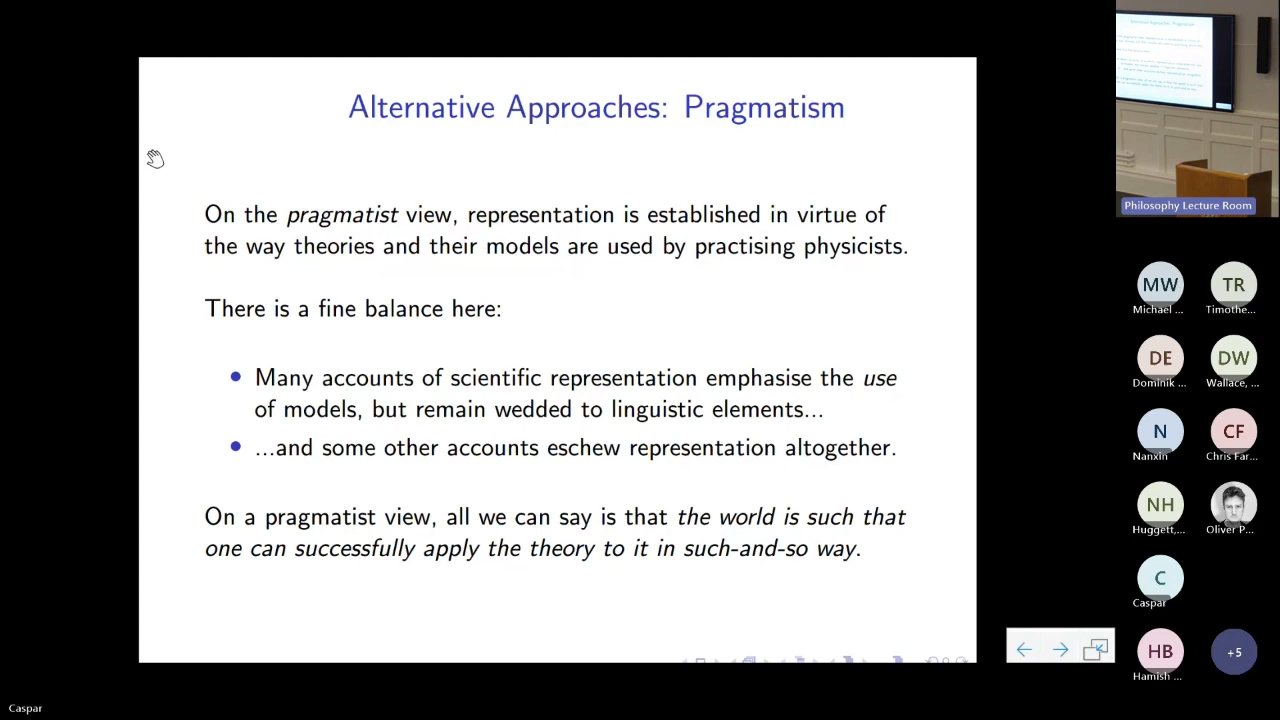 Alternative Approaches: Pragmatism
On the pragmatist view, representation is established in virtue of
the way theories and their models are used by practising physicists.
There is a fine balance here:
Many accounts of scientific representation emphasise the use
of models, but remain wedded to linguistic elements...
...and some other accounts eschew representation altogether.
On a pragmatist view, all we can say is that the world is such that
one can successfully apply the theory to it in such-and-so way.
Philosophy Lecture Room
MW
Michael ...
TR
Timothe...
DE
Dominik ...
DW
Wallace, ...
N
Nanxin
CF
Chris Far...
NH
Huggett,...
Oliver P...
C
Caspar
HB
Hamish ...
+5
Caspar